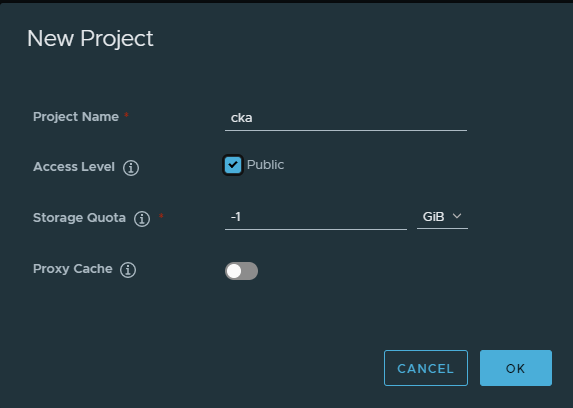 New Project
Project Name *
cka
Access Level
Public
Storage Quota *
-1
GiB
Proxy Cache
CANCEL
OK